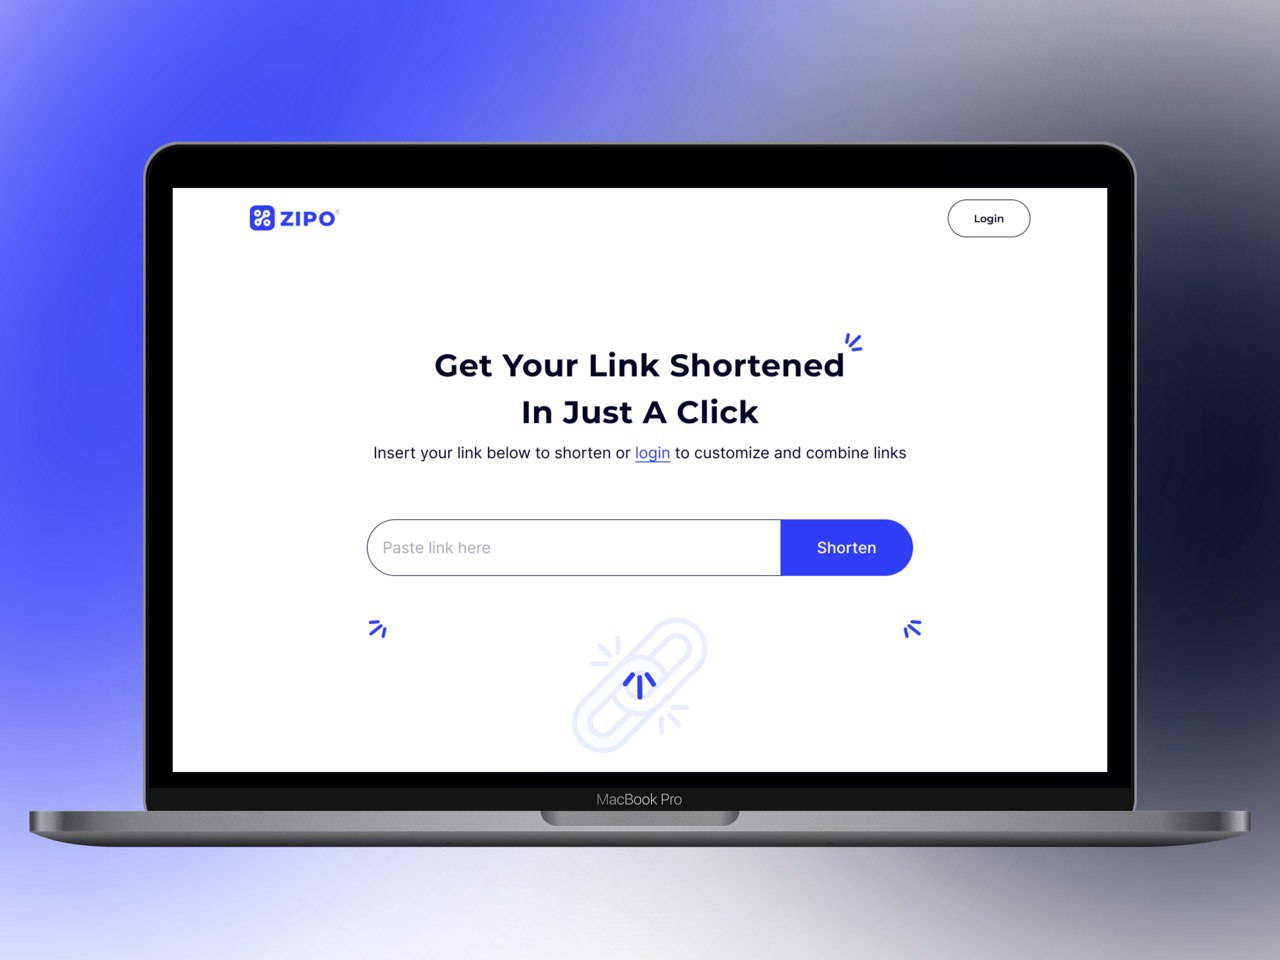 ZIPO
Login
Get Your Link Shortened
In Just A Click
Insert your link below to shorten or login to customize and combine links
Paste link here
Shorten
MacBook Pro